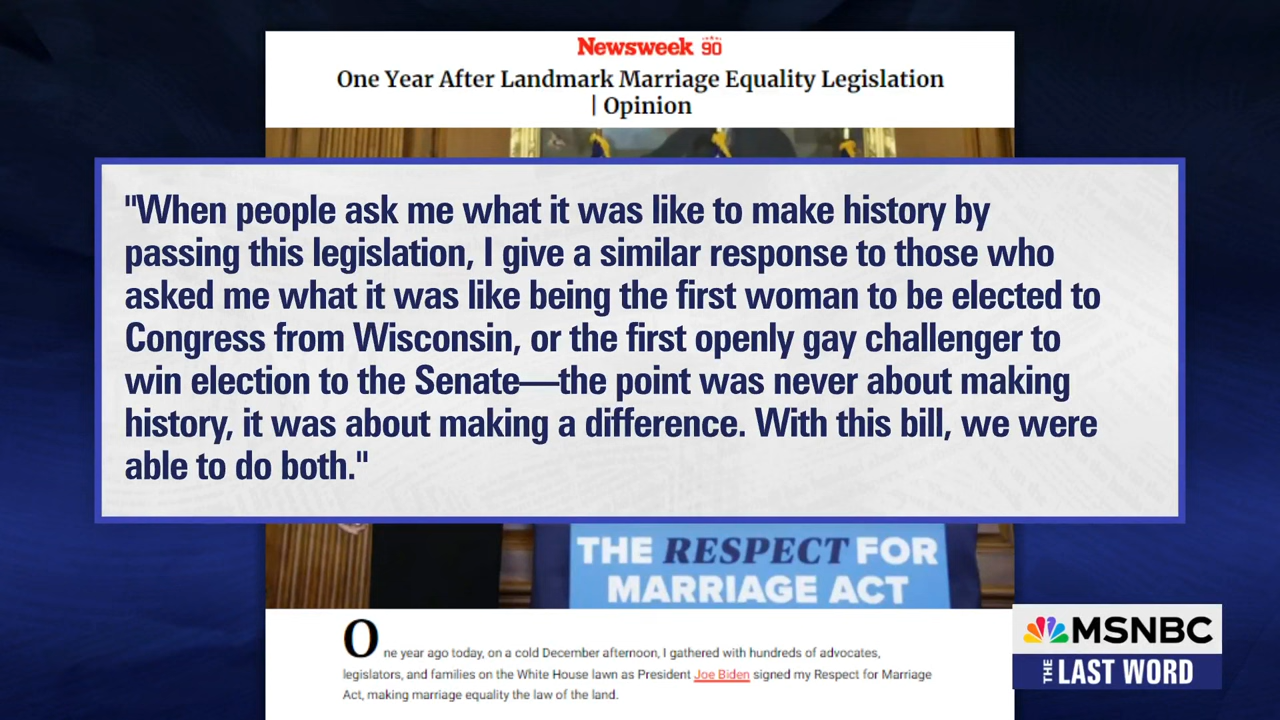 Newsweek 90
One Year After Landmark Marriage Equality Legislation
| Opinion
"When people ask me what it was like to make history by
passing this legislation, I give a similar response to those who
asked me what it was like being the first woman to be elected to
Congress from Wisconsin, or the first openly gay challenger to
win election to the Senate—the point was never about making
history, it was about making a difference. With this bill, we were
able to do both."
THE RESPECT FOR
MARRIAGE ACT
One year ago today, on a cold December afternoon, I gathered with hundreds of advocates,
legislators, and families on the White House lawn as President Joe Biden signed my Respect for Marriage
Act, making marriage equality the law of the land.
MSNBC
THE LAST WORD